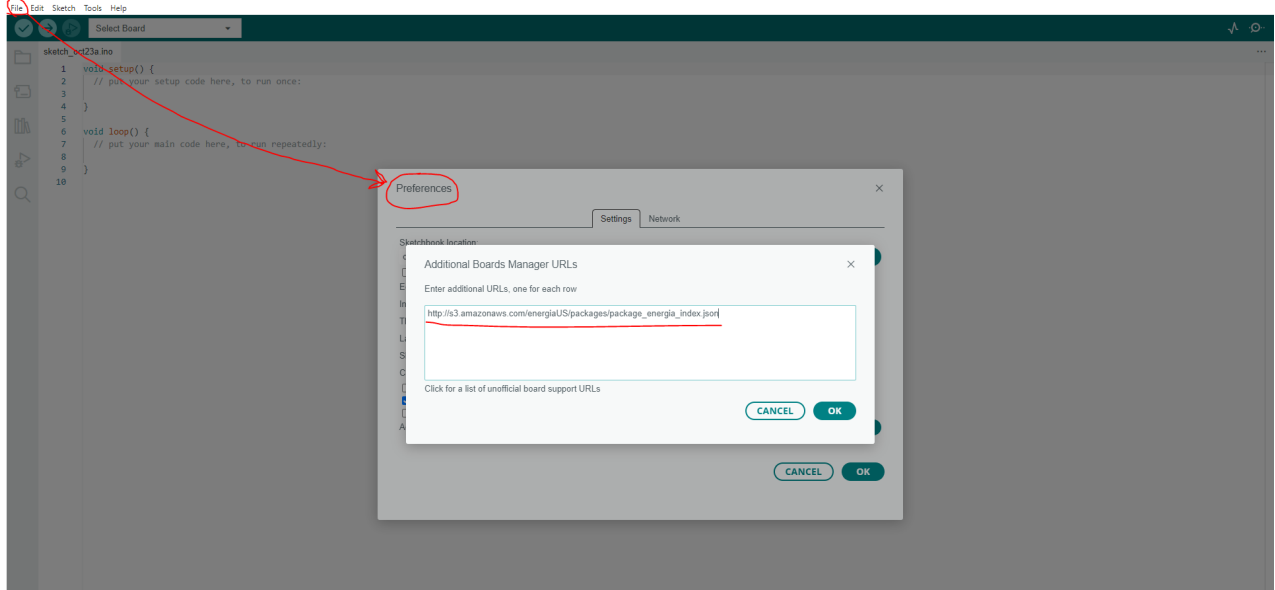 File Edit Sketch Tools Help
Select Board
sketch_oct23a.ino
1 void setup() {
2 // put your setup code here, to run once:
3
4 }
5
6 void loop() {
7 // put your main code here, to run repeatedly:
8
9 }
10
Preferences
Settings Network
Sketchbook location:
Additional Boards Manager URLs
Enter additional URLs, one for each row
http://s3.amazonaws.com/energiaUS/packages/package_energia_index.json
Click for a list of unofficial board support URLs
CANCEL OK
CANCEL OK